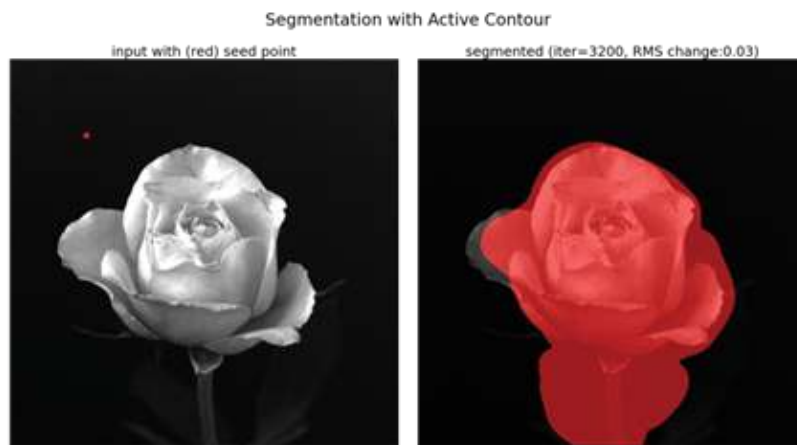 Segmentation with Active Contour
input with (red) seed point
segmented (iter=3200, RMS change:0.03)